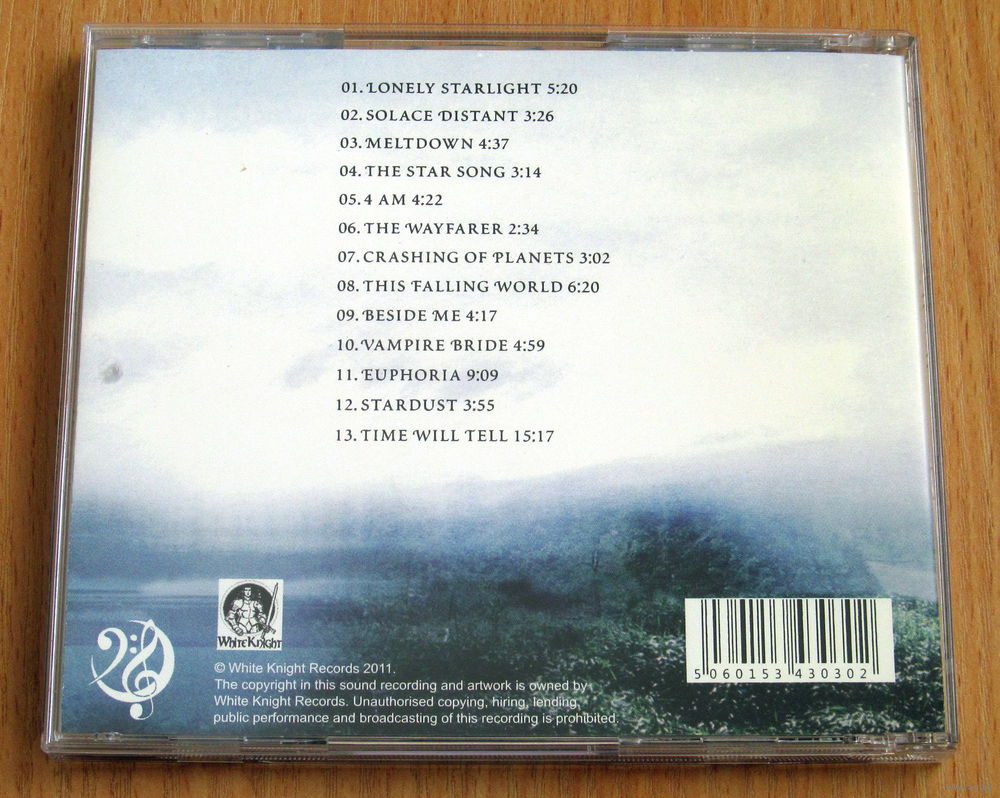 01. LONELY STARLIGHT 5:20
02. SOLACE DISTANT 3:26
03. MELTDOWN 4:37
04. THE STAR SONG 3:14
05. 4 AM 4:22
06. THE WAYFARER 2:34
07. CRASHING OF PLANETS 3:02
08. THIS FALLING WORLD 6:20
09. BESIDE ME 4:17
10. VAMPIRE BRIDE 4:59
11. EUPHORIA 9:09
12. STARDUST 3:55
13. TIME WILL TELL 15:17
WhiteKnight
© White Knight Records 2011.
The copyright in this sound recording and artwork is owned by
White Knight Records. Unauthorised copying, hiring, lending,
public performance and broadcasting of this recording is prohibited.
5 060153 430302